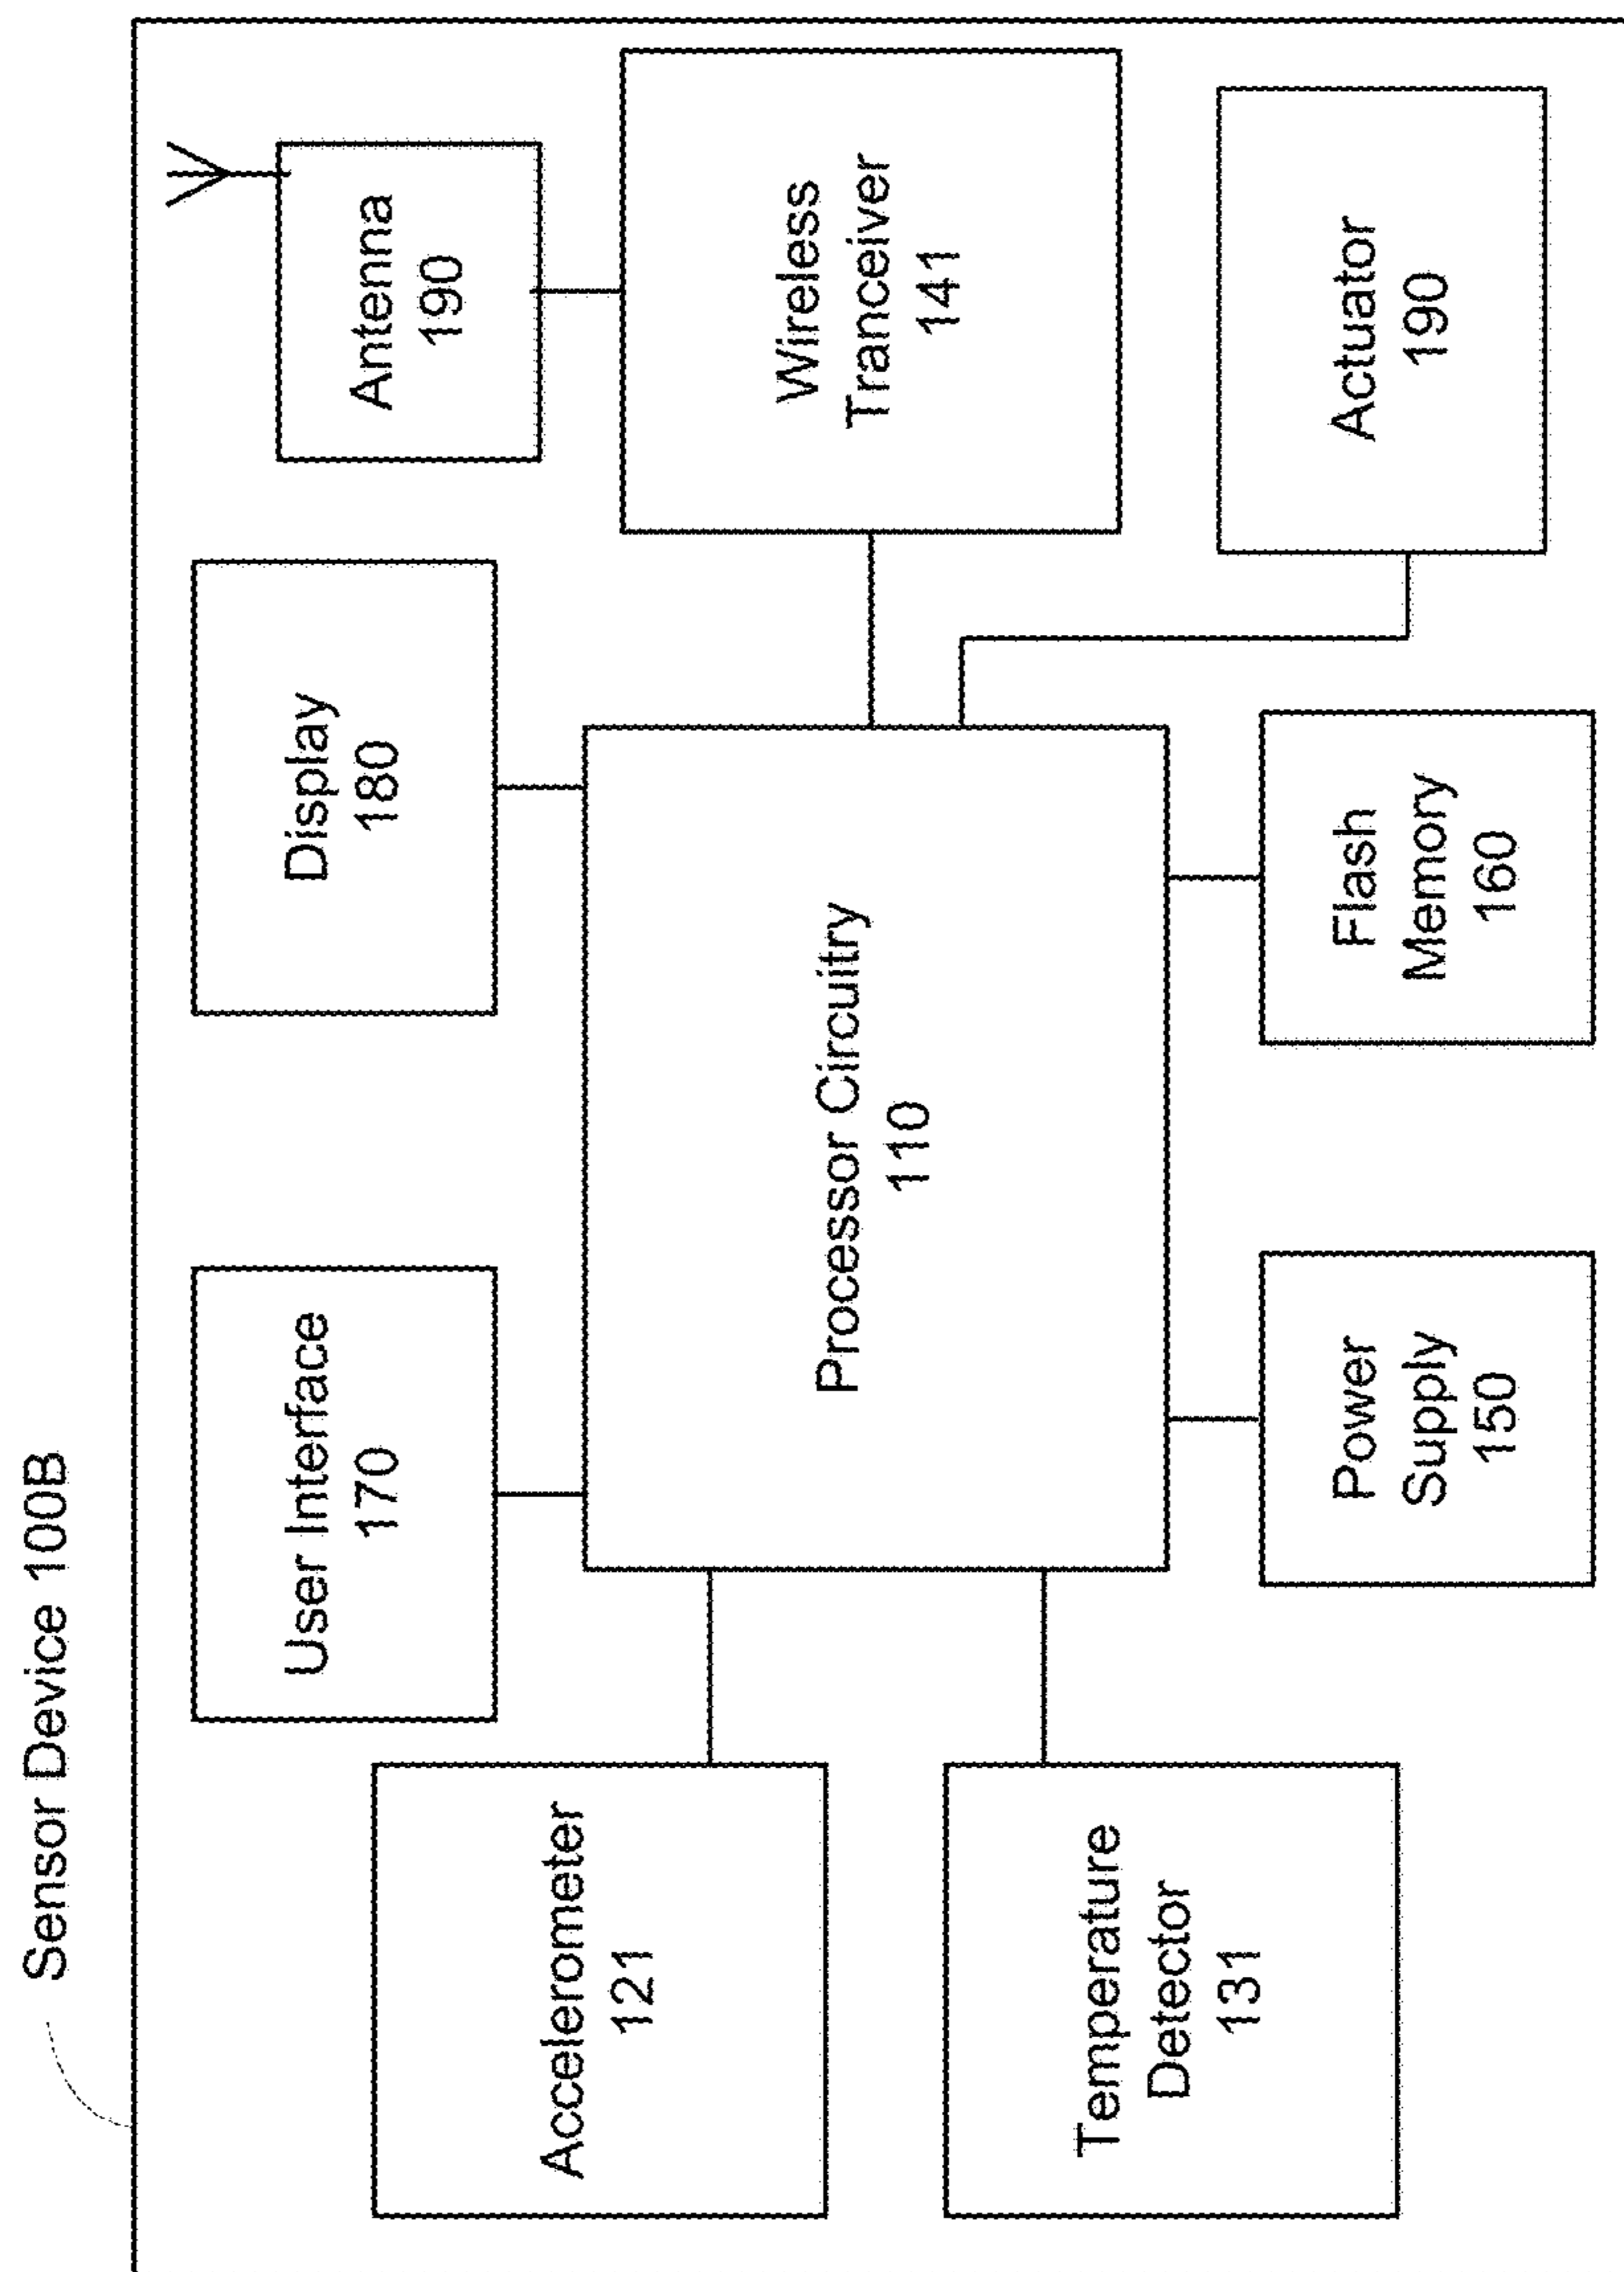 Sensor Device 100B
User Interface
170
Display
180
Antenna
190
Accelerometer
121
Processor Circuitry
110
Wireless
Tranceiver
141
Temperature
Detector
131
Power
Supply
150
Flash
Memory
160
Actuator
190